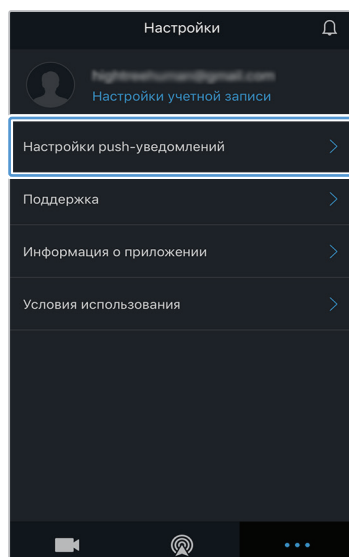 Настройки
Настройки учетной записи
Настройки push-уведомлений
Поддержка
Информация о приложении
Условия использования